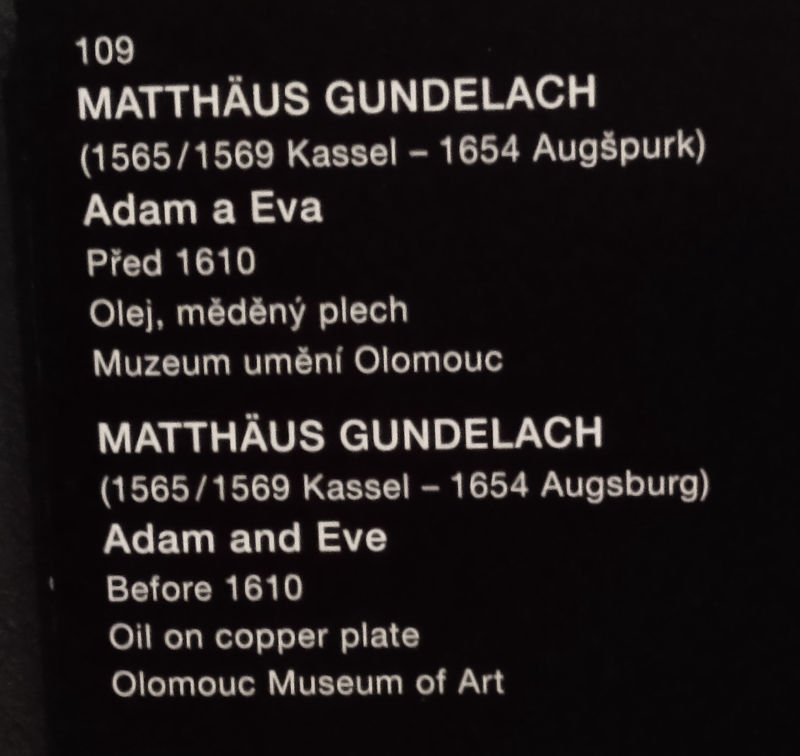 109
MATTHÄUS GUNDELACH
(1565/1569 Kassel – 1654 Augšpurk)
Adam a Eva
Před 1610
Olej, měděný plech
Muzeum umění Olomouc
MATTHÄUS GUNDELACH
(1565/1569 Kassel – 1654 Augsburg)
Adam and Eve
Before 1610
Oil on copper plate
Olomouc Museum of Art